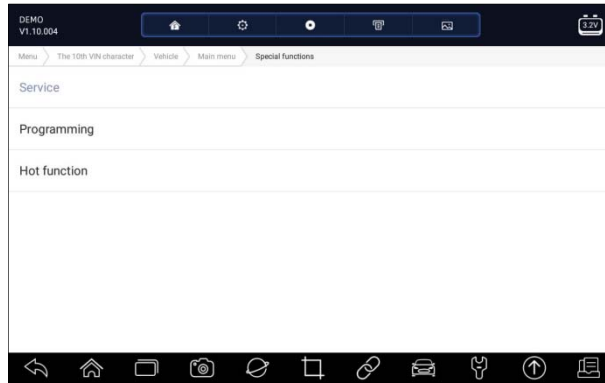 DEMO
V1.10.004
3.2V
Menu The 10th VIN character Vehicle Main menu Special functions
Service
Programming
Hot function